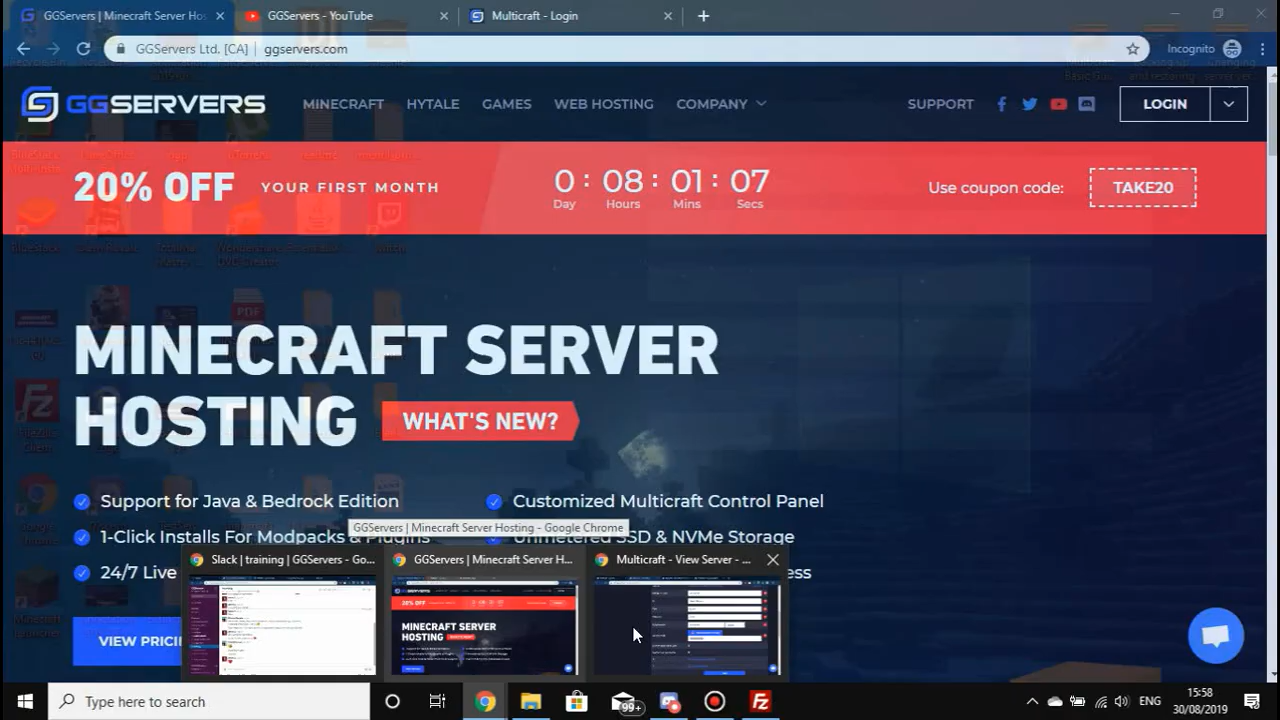 GGServers | Minecraft Server Hos
GGServers - YouTube
Multicraft - Login
GGServers Ltd. [CA]
ggservers.com
Incognito
GGSERVERS
MINECRAFT
HYTALE
GAMES
WEB HOSTING
COMPANY
SUPPORT
LOGIN
20% OFF
YOUR FIRST MONTH
0 : 08 : 01 : 07
Day Hours Mins Secs
Use coupon code:
TAKE20
MINECRAFT SERVER
HOSTING
WHAT'S NEW?
Support for Java & Bedrock Edition
Customized Multicraft Control Panel
GGServers | Minecraft Server Hosting - Google Chrome
1-Click Installs For Modpacks & Plugins
Unmetered SSD & NVMe Storage
Slack | training | GGServers - Go...
GGServers | Minecraft Server H...
Multicraft - View Server - ...
24/7 Live
VIEW PRICI
Type here to search
99+
ENG
15:58
30/08/2019